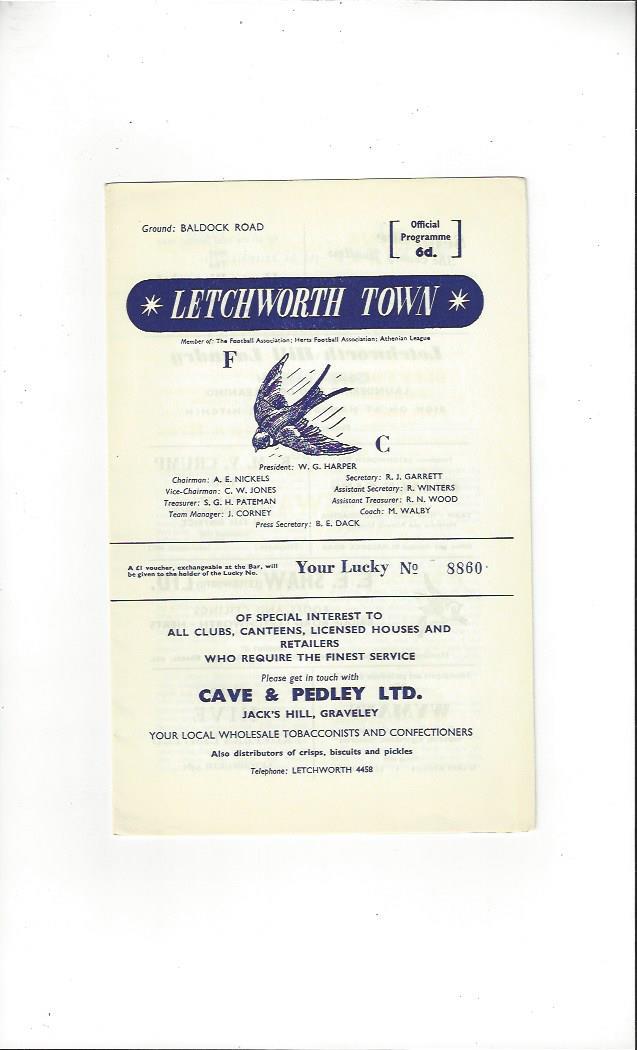 Ground: BALDOCK ROAD
Official
Programme
6d.
LETCHWORTH TOWN
Member of: The Football Association; Herts Football Association; Athenian League
F
C
President: W. G. HARPER
Chairman: A. E. NICKELS
Secretary: R. J. GARRETT
Vice-Chairman: C. W. JONES
Assistant Secretary: R. WINTERS
Treasurer: S. G. H. PATEMAN
Assistant Treasurer: R. N. WOOD
Team Manager: J. CORNEY
Coach: M. WALBY
Press Secretary: B. E. DACK
A £1 voucher, exchangeable at the Bar, will
be given to the holder of the Lucky No.
Your Lucky No 8860
OF SPECIAL INTEREST TO
ALL CLUBS, CANTEENS, LICENSED HOUSES AND
RETAILERS
WHO REQUIRE THE FINEST SERVICE
Please get in touch with
CAVE & PEDLEY LTD.
JACK'S HILL, GRAVELEY
YOUR LOCAL WHOLESALE TOBACCONISTS AND CONFECTIONERS
Also distributors of crisps, biscuits and pickles
Telephone: LETCHWORTH 4458